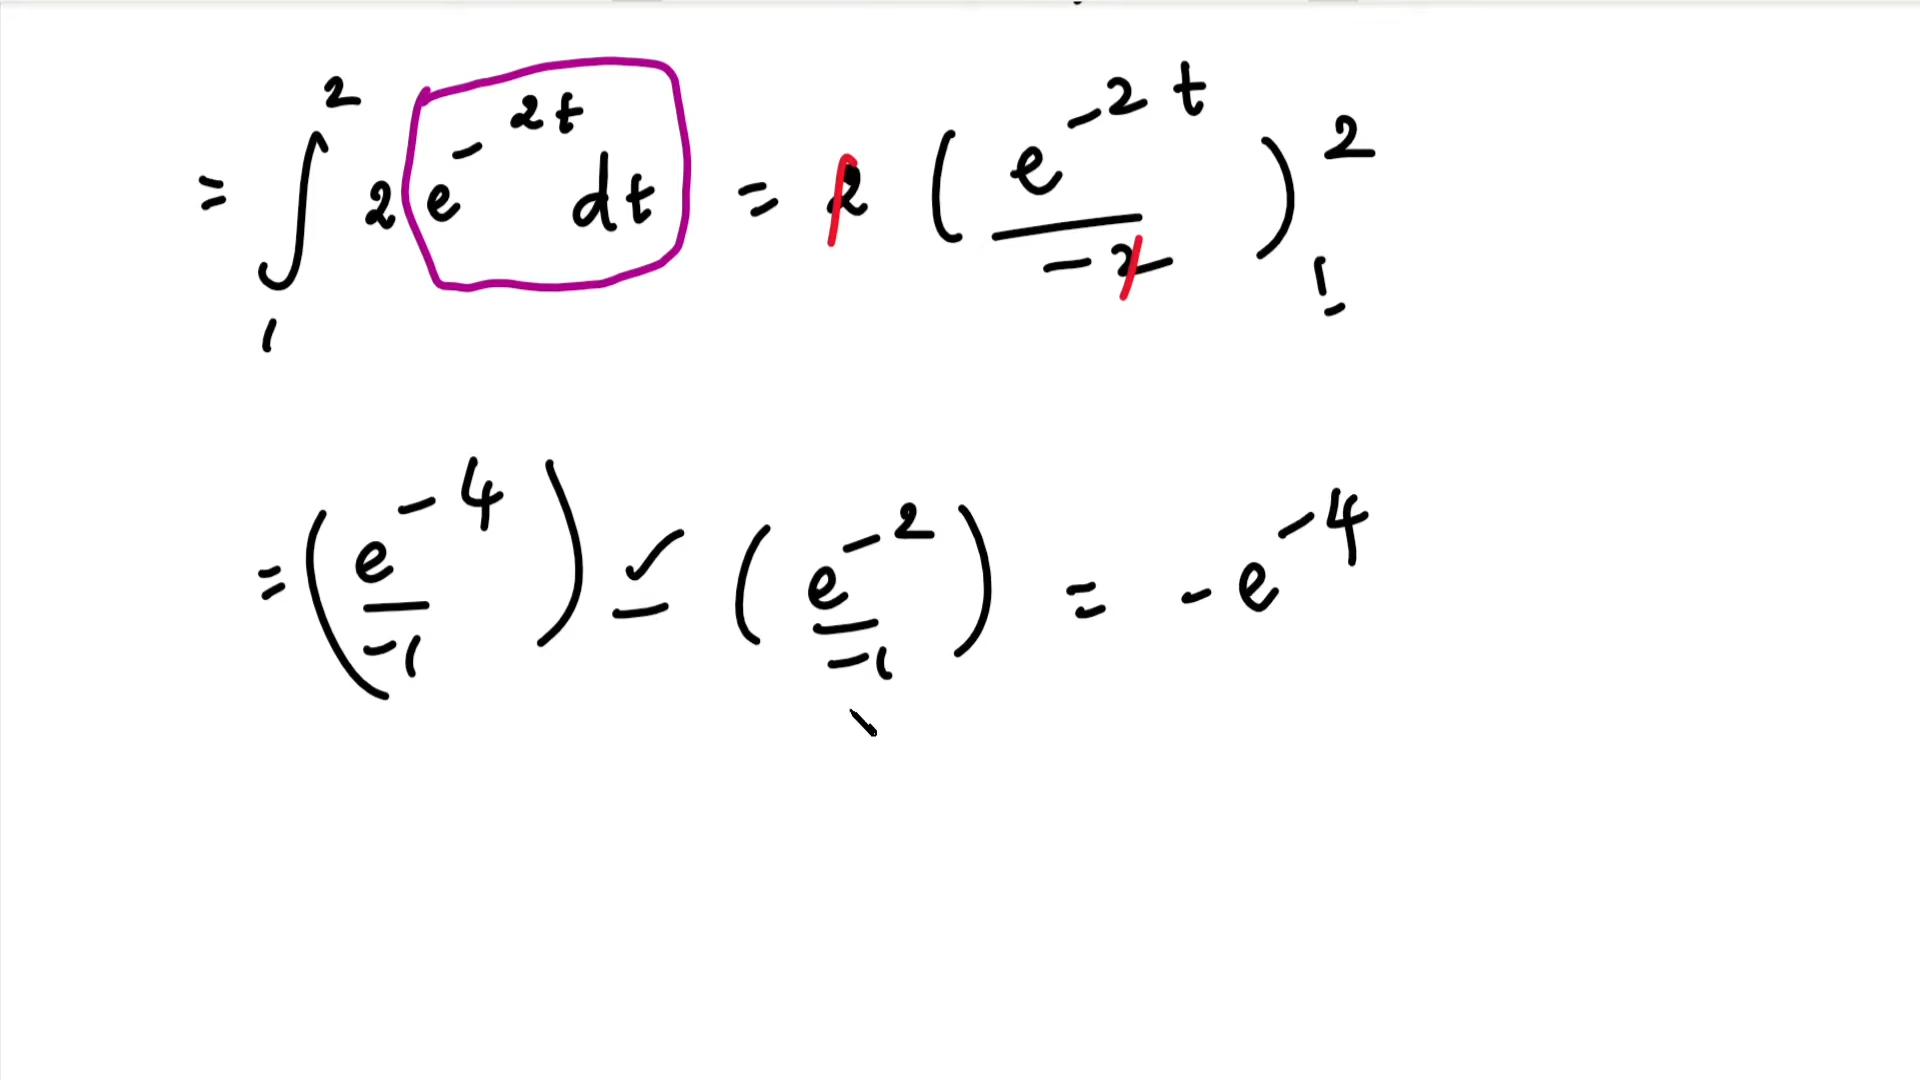 = ∫₁² 2 e^{-2t} dt = 2 ( e^{-2t} / -2 )₁²
= ( e^{-4} / -1 ) - ( e^{-2} / -1 ) = - e^{-4}